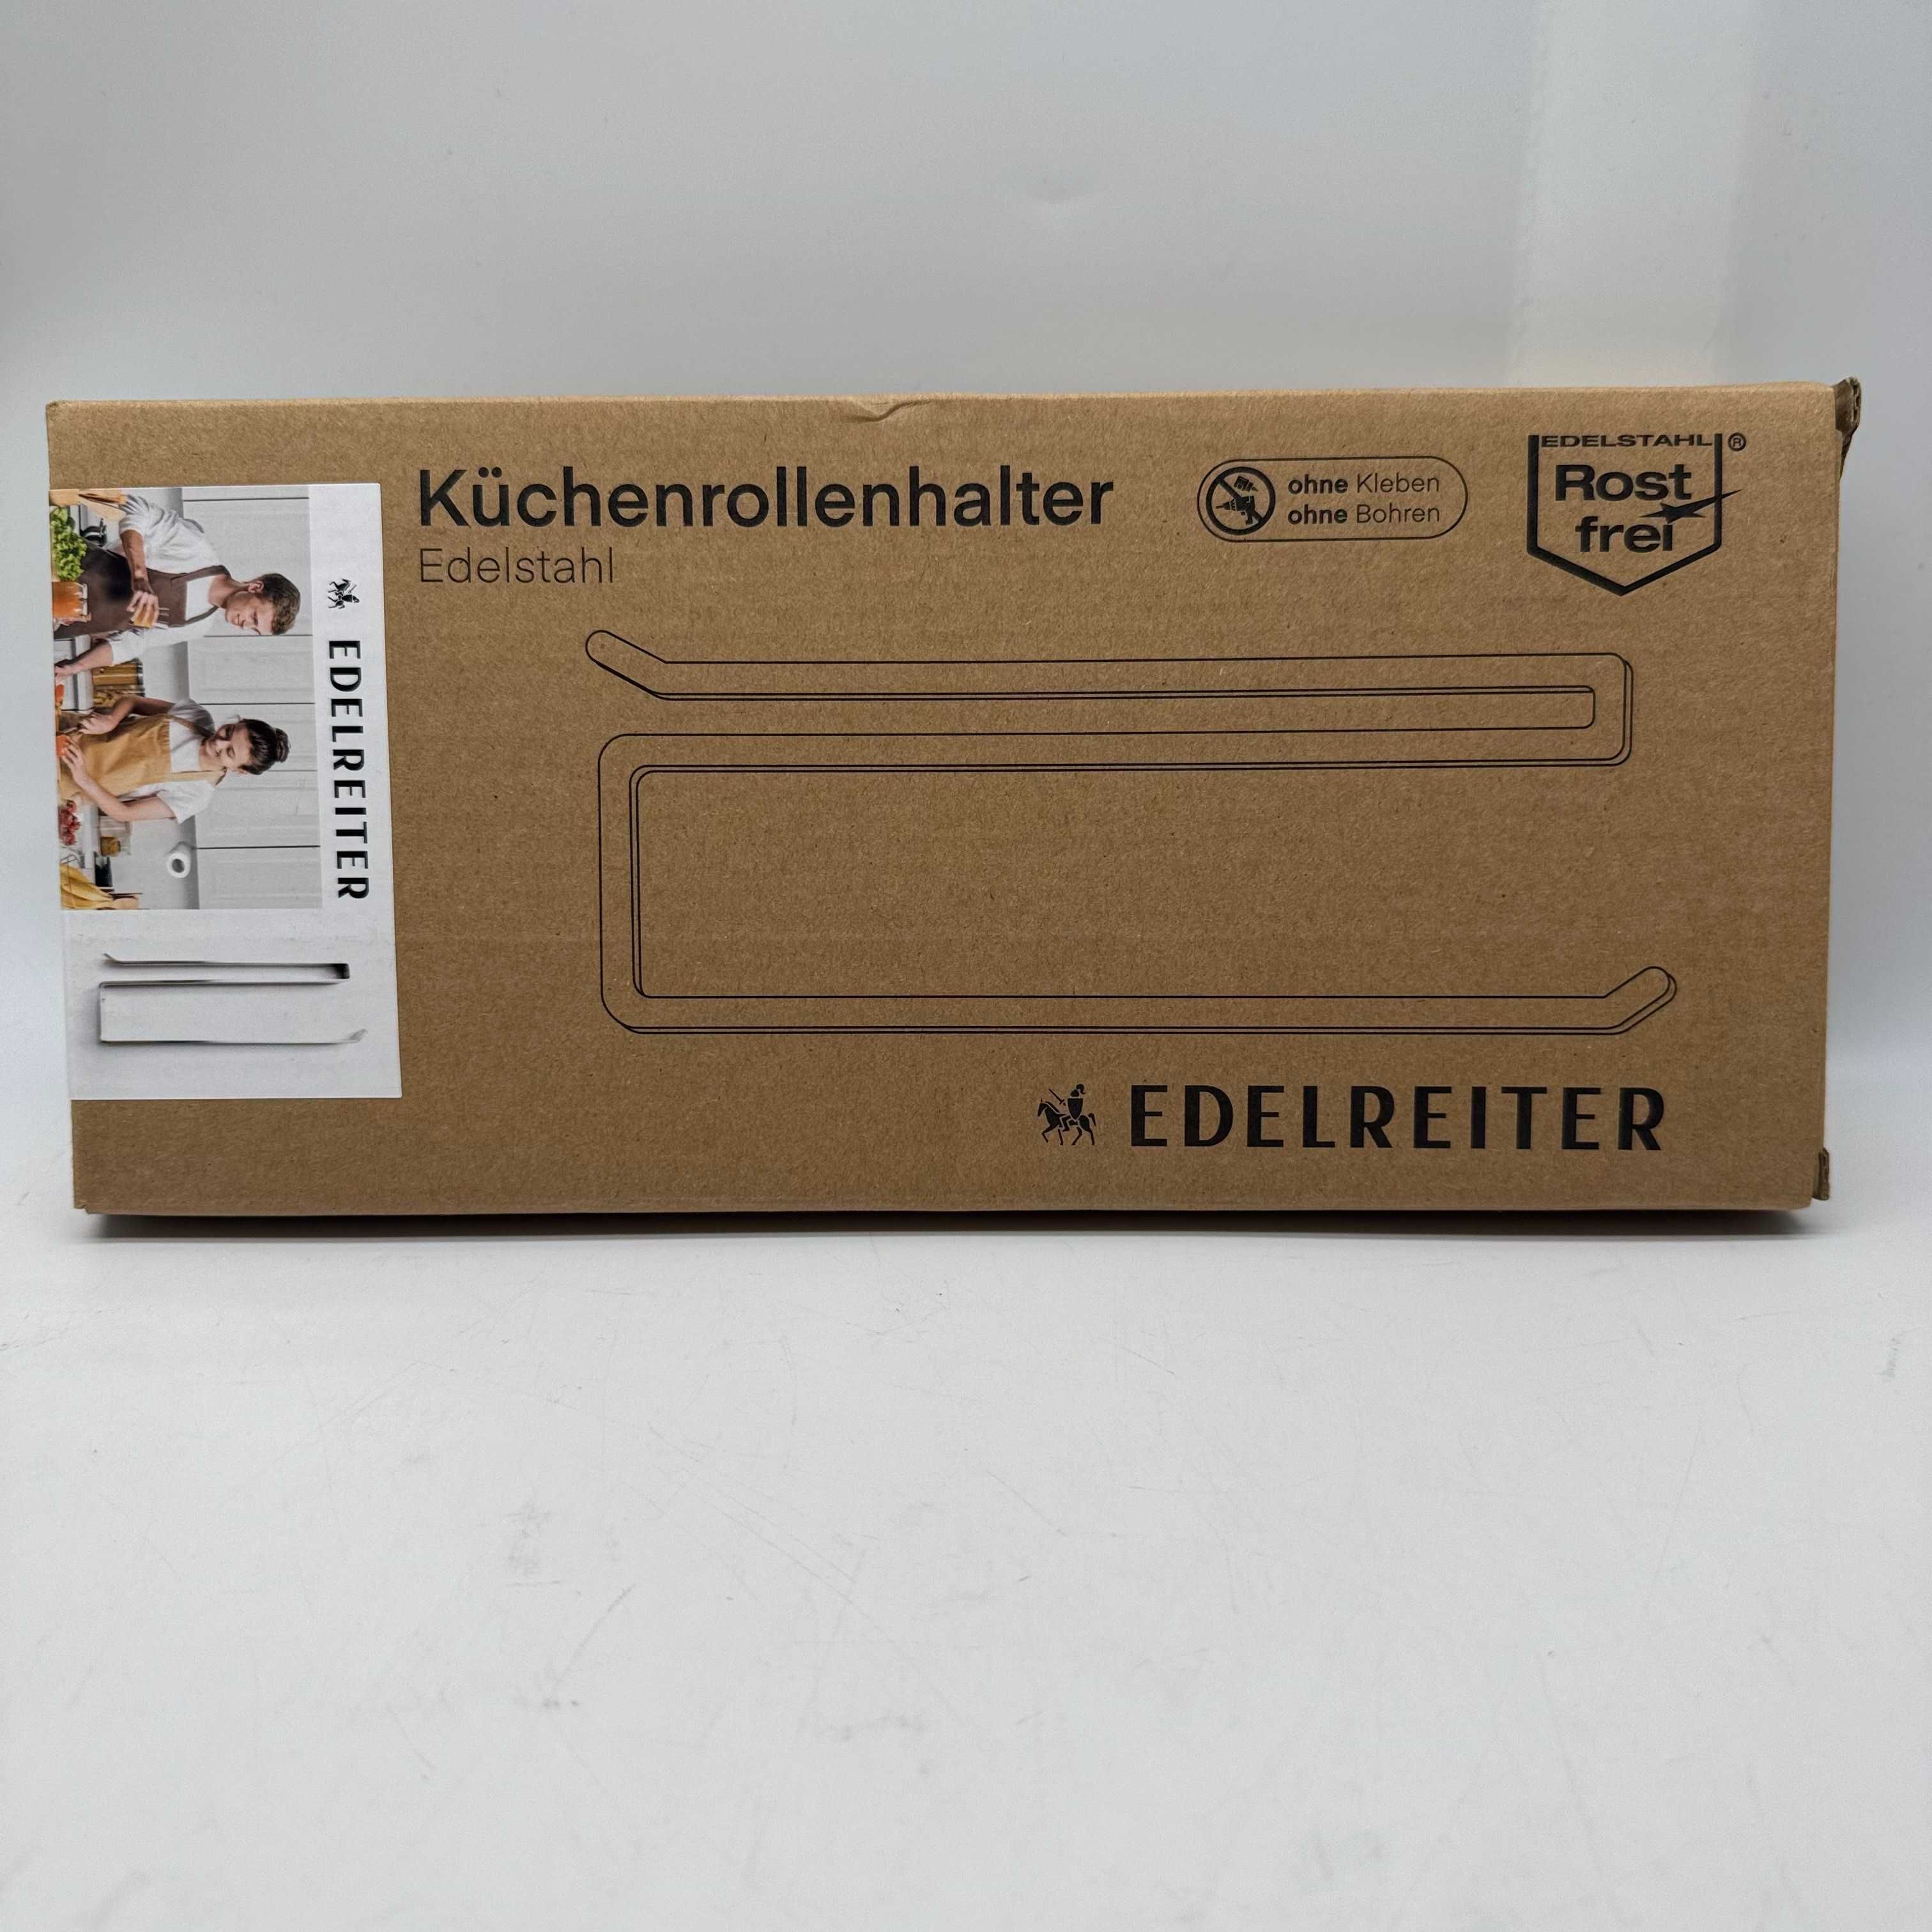 Küchenrollenhalter
Edelstahl
ohne Kleben
ohne Bohren
EDELSTAHL ®
Rost
frei
EDELREITER
EDELREITER